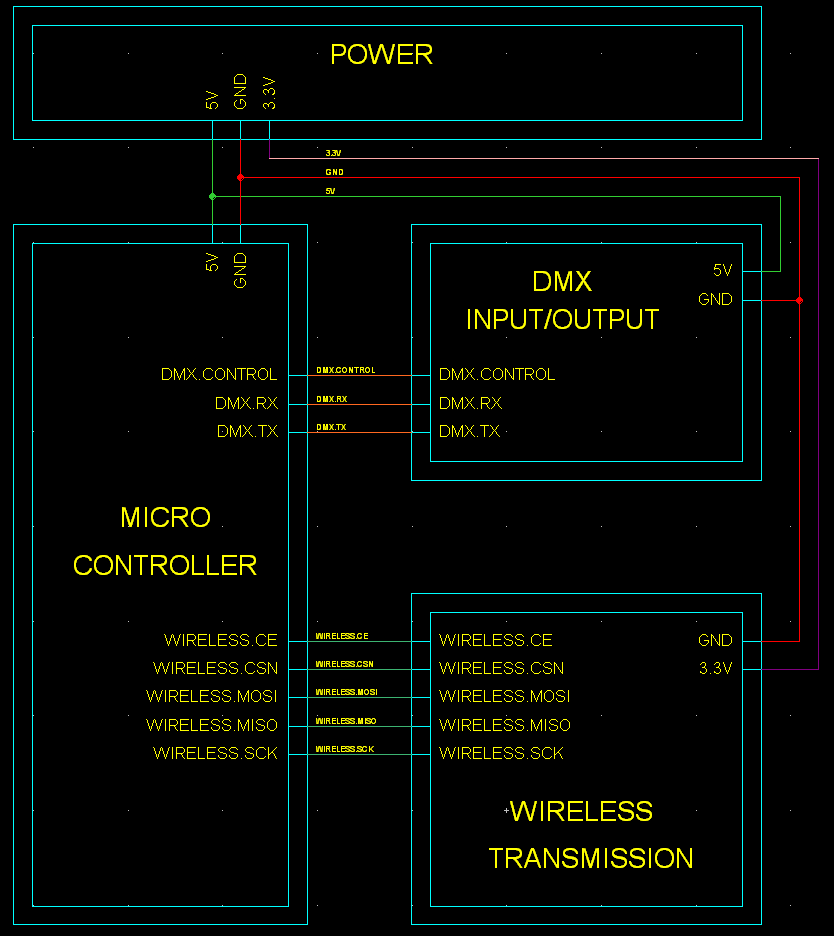 POWER
5V
GND
3.3V
3.3V
GND
5V
5V
GND
DMX
INPUT/OUTPUT
5V
GND
DMX.CONTROL
DMX.CONTROL
DMX.CONTROL
DMX.RX
DMX.RX
DMX.RX
DMX.TX
DMX.TX
DMX.TX
MICRO
CONTROLLER
WIRELESS.CE
WIRELESS.CE
WIRELESS.CE
GND
WIRELESS.CSN
WIRELESS.CSN
WIRELESS.CSN
3.3V
WIRELESS.MOSI
WIRELESS.MOSI
WIRELESS.MOSI
WIRELESS.MISO
WIRELESS.MISO
WIRELESS.MISO
WIRELESS.SCK
WIRELESS.SCK
WIRELESS.SCK
WIRELESS
TRANSMISSION